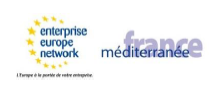 enterprise
europe
network
france
méditerranée
L'Europe à la portée de votre entreprise.